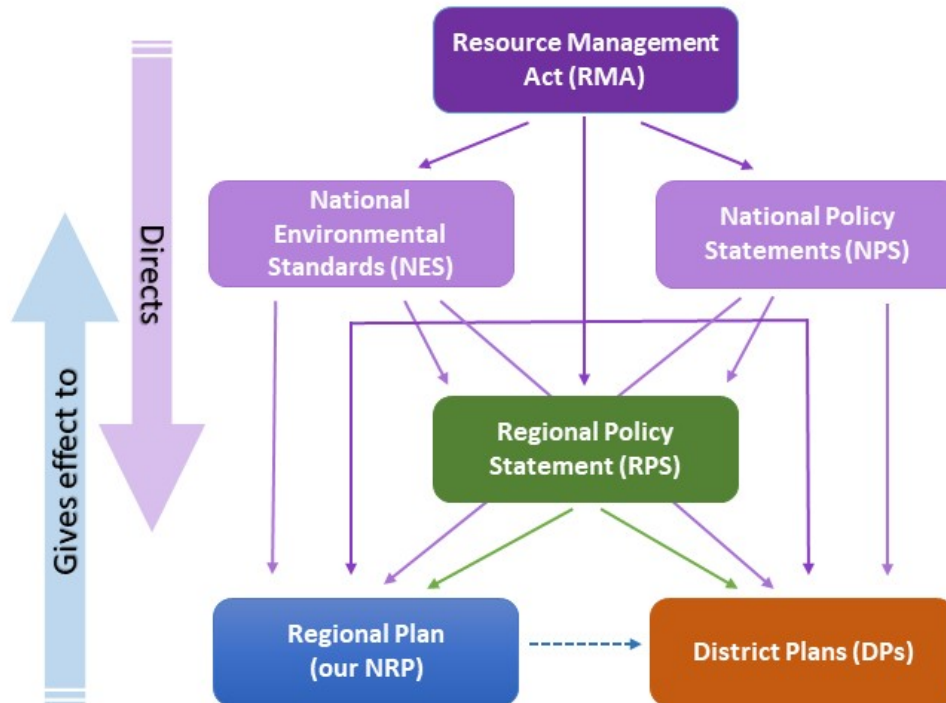 Resource Management
Act (RMA)
National
Environmental
Standards (NES)
National Policy
Statements (NPS)
Directs
Gives effect to
Regional Policy
Statement (RPS)
Regional Plan
(our NRP)
District Plans (DPs)